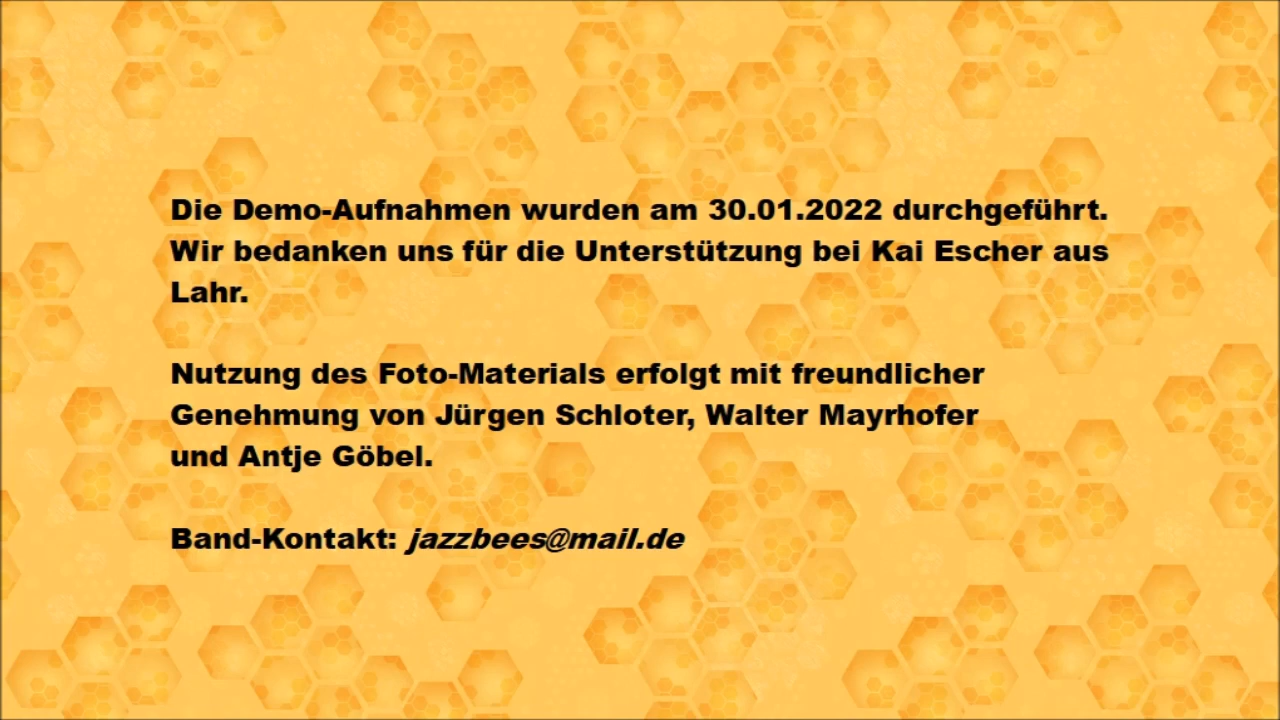 Die Demo-Aufnahmen wurden am 30.01.2022 durchgeführt.
Wir bedanken uns für die Unterstützung bei Kai Escher aus
Lahr.
Nutzung des Foto-Materials erfolgt mit freundlicher
Genehmung von Jürgen Schloter, Walter Mayrhofer
und Antje Göbel.
Band-Kontakt: jazzbees@mail.de